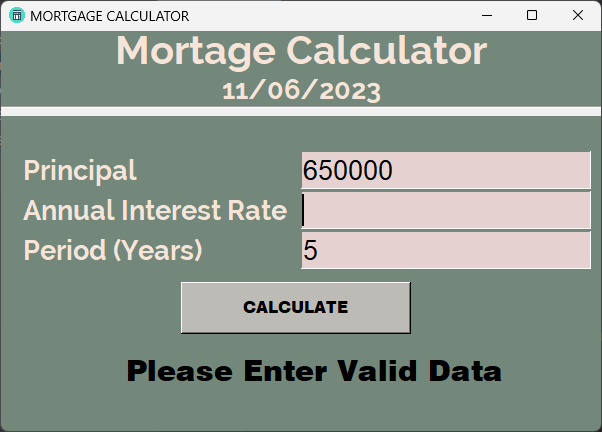 MORTGAGE CALCULATOR
Mortage Calculator
11/06/2023
Principal 650000
Annual Interest Rate
Period (Years) 5
CALCULATE
Please Enter Valid Data